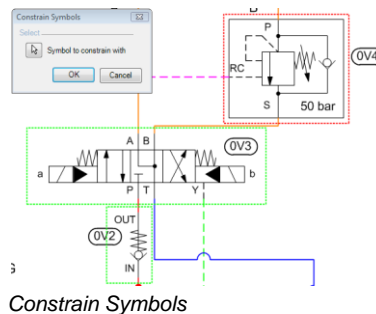 Constrain Symbols
Select
Symbol to constrain with
OK Cancel
P
RC
0V4
S 50 bar
A B
0V3
a
b
P T Y
OUT
0V2
IN
Constrain Symbols